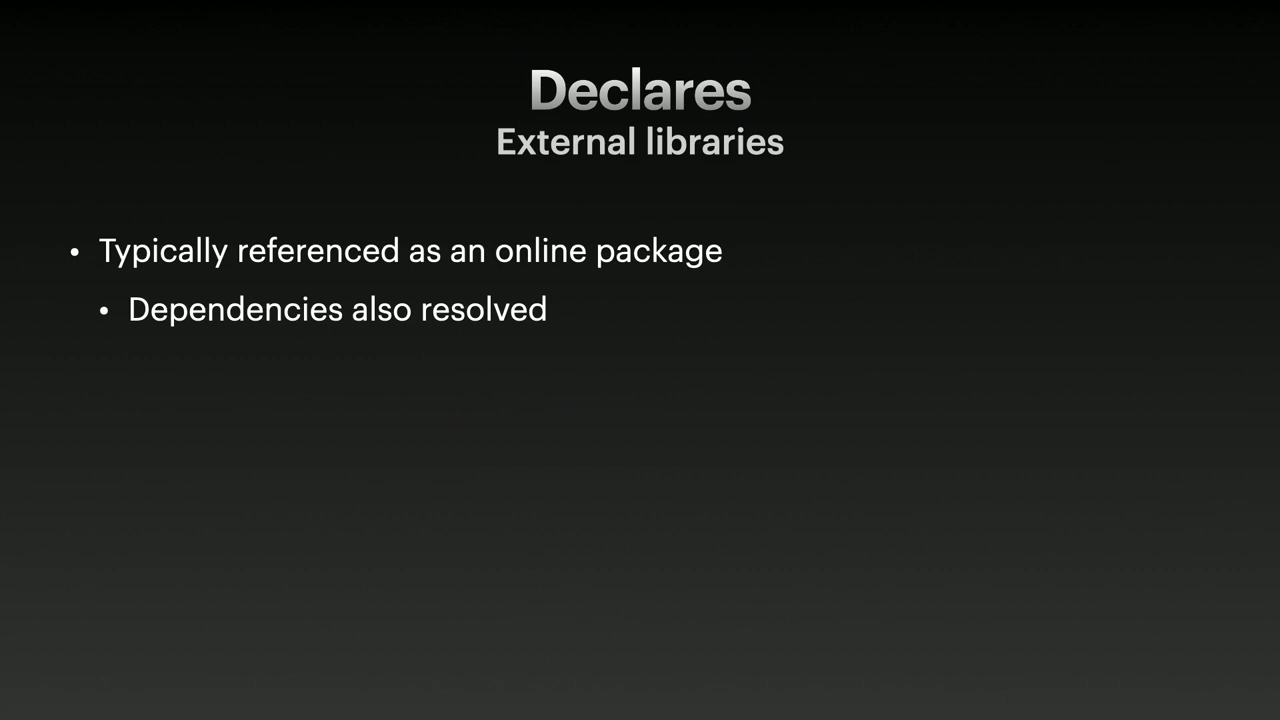 Declares
External libraries
• Typically referenced as an online package
• Dependencies also resolved